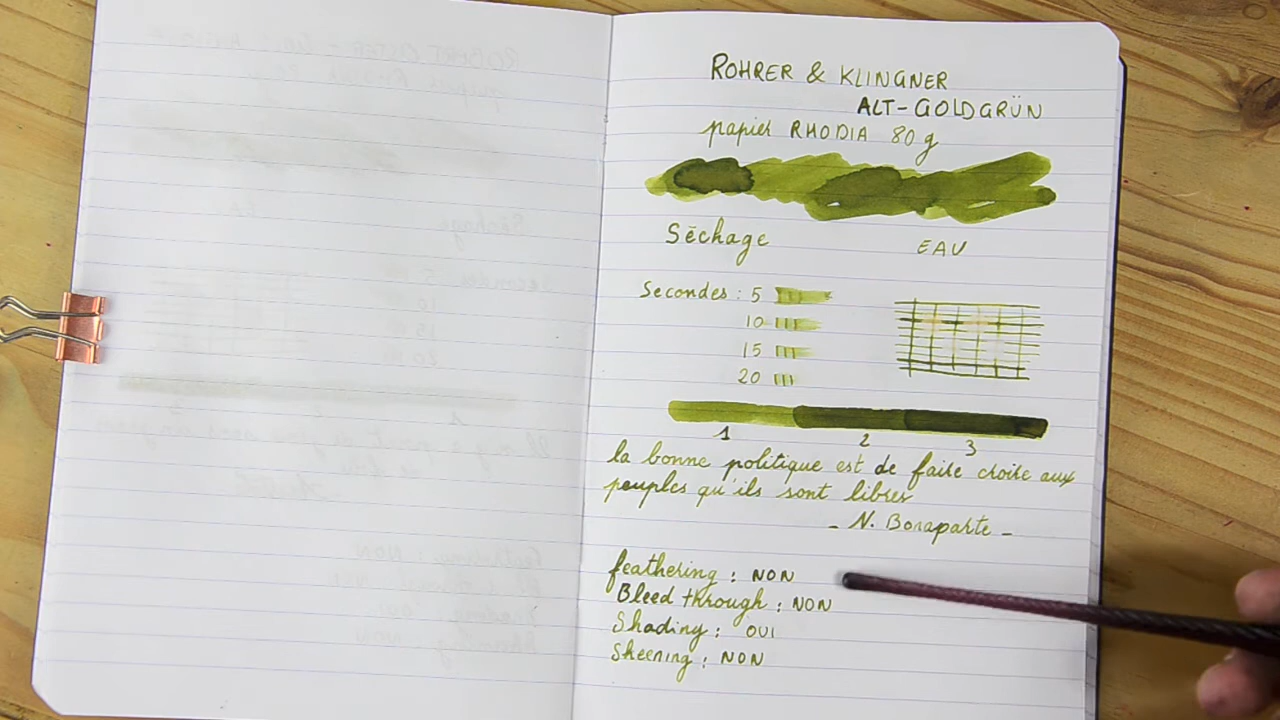 ROHRER & KLINGNER
ALT-GOLDGRÜN
papier RHODIA 80 g
Séchage
EAU
Secondes : 5
10
15
20
1 2 3
la bonne politique est de faire croire aux
peuples qu'ils sont libres
- N. Bonaparte -
feathering : NON
Bleed through : NON
Shading : OUI
Sheening : NON